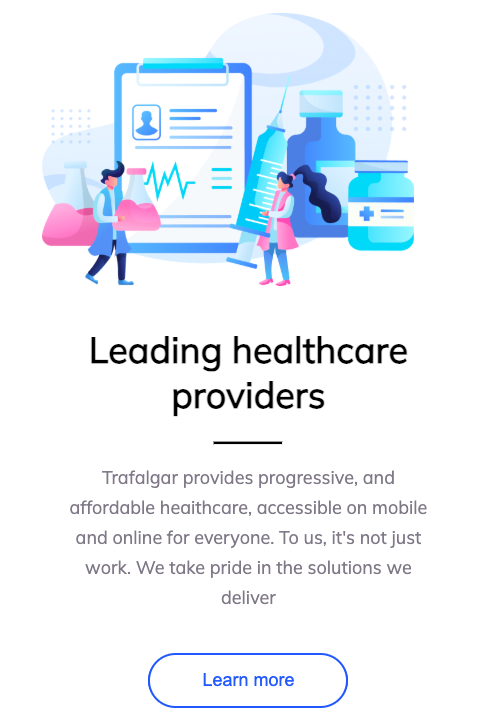 Leading healthcare
providers
Trafalgar provides progressive, and
affordable heaithcare, accessible on mobile
and online for everyone. To us, it's not just
work. We take pride in the solutions we
deliver
Learn more